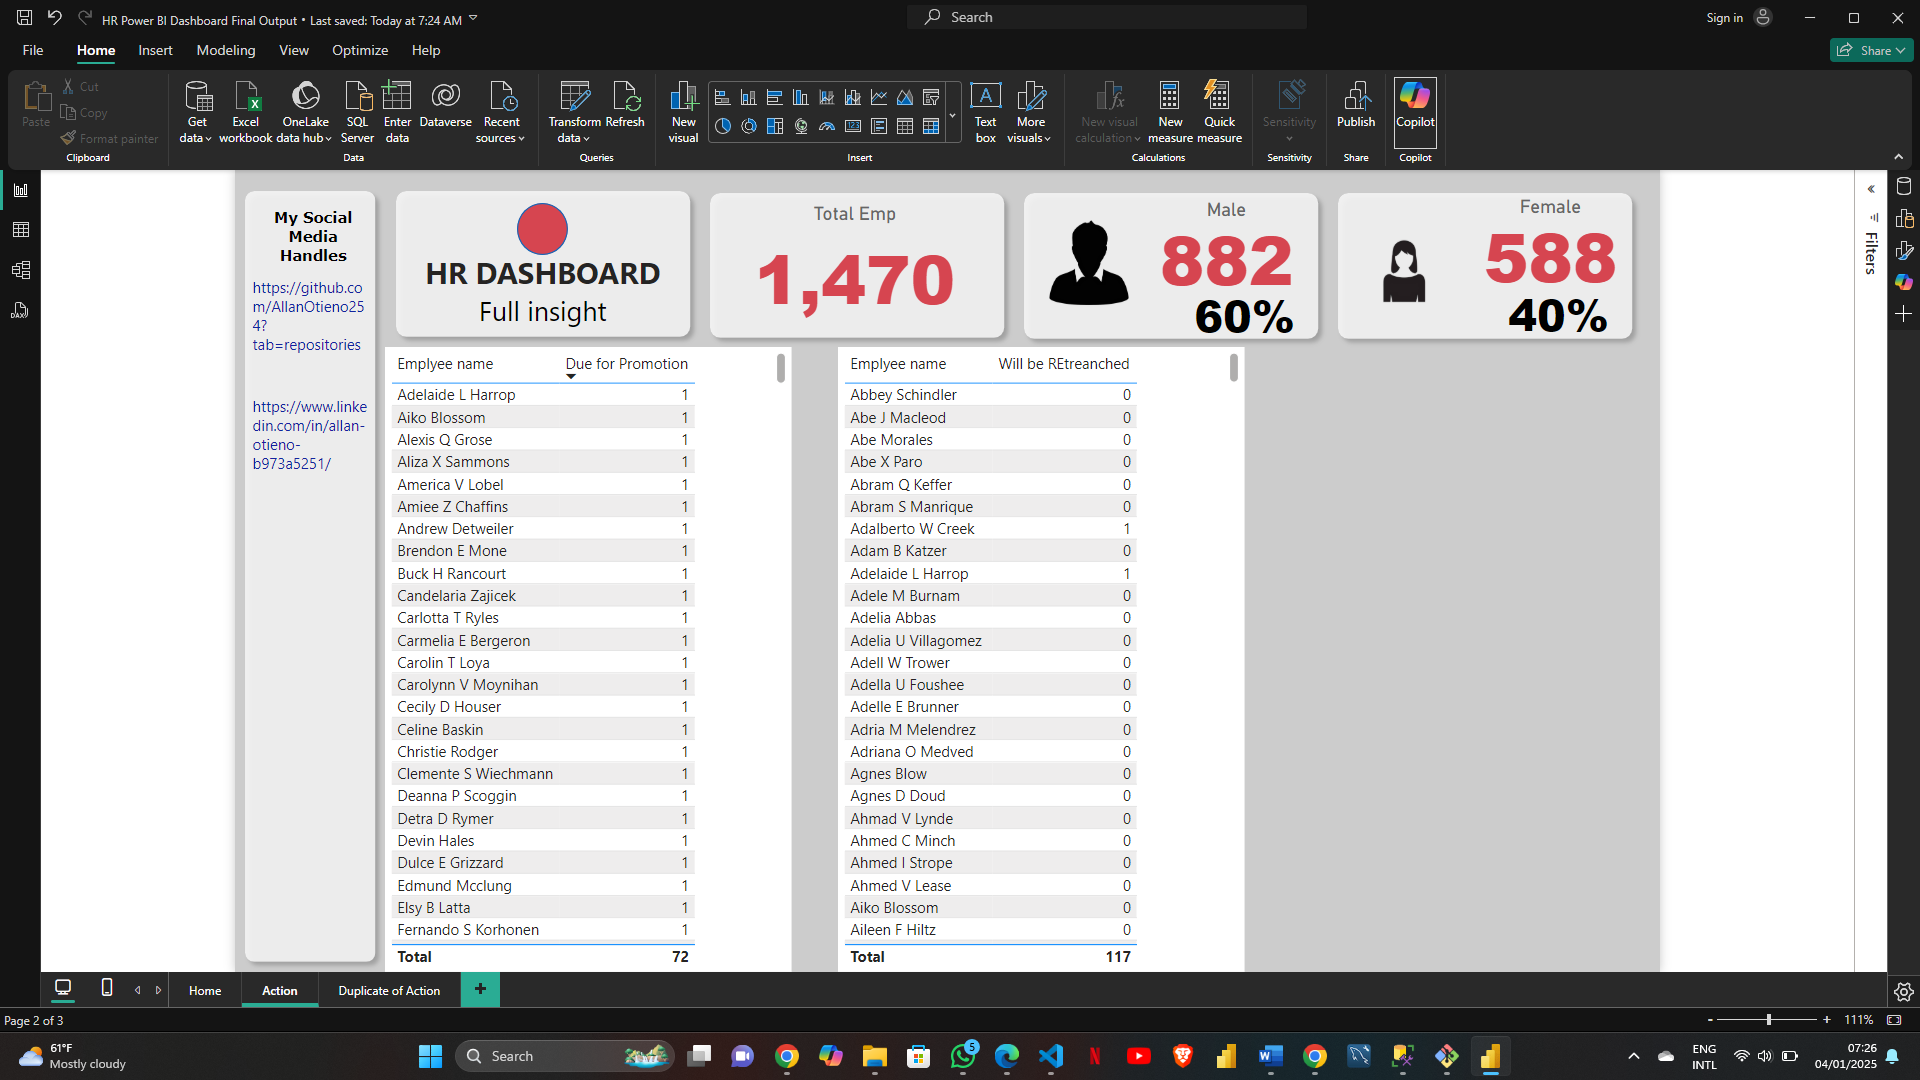 HR Power BI Dashboard Final Output • Last saved: Today at 7:24 AM
Search
Sign in
File
Home
Insert
Modeling
View
Optimize
Help
Share
Paste
Cut
Copy
Format painter
Clipboard
Get data
Excel workbook
OneLake data hub
SQL Server
Enter data
Dataverse
Recent sources
Data
Transform data
Refresh
Queries
New visual
Text box
More visuals
Insert
New visual calculation
New measure
Quick measure
Calculations
Sensitivity
Sensitivity
Publish
Share
Copilot
Copilot
My Social
Media
Handles
https://github.co
m/AllanOtieno25
4?
tab=repositories
https://www.linke
din.com/in/allan-
otieno-
b973a5251/
HR DASHBOARD
Full insight
Total Emp
1,470
Male
882
60%
Female
588
40%
Filters
Emplyee name Due for Promotion
Adelaide L Harrop 1
Aiko Blossom 1
Alexis Q Grose 1
Aliza X Sammons 1
America V Lobel 1
Amiee Z Chaffins 1
Andrew Detweiler 1
Brendon E Mone 1
Buck H Rancourt 1
Candelaria Zajicek 1
Carlotta T Ryles 1
Carmelia E Bergeron 1
Carolin T Loya 1
Carolynn V Moynihan 1
Cecily D Houser 1
Celine Baskin 1
Christie Rodger 1
Clemente S Wiechmann 1
Deanna P Scoggin 1
Detra D Rymer 1
Devin Hales 1
Dulce E Grizzard 1
Edmund Mcclung 1
Elsy B Latta 1
Fernando S Korhonen 1
Total 72
Emplyee name Will be REtreanched
Abbey Schindler 0
Abe J Macleod 0
Abe Morales 0
Abe X Paro 0
Abram Q Keffer 0
Abram S Manrique 0
Adalberto W Creek 1
Adam B Katzer 0
Adelaide L Harrop 1
Adele M Burnam 0
Adelia Abbas 0
Adelia U Villagomez 0
Adell W Trower 0
Adella U Foushee 0
Adelle E Brunner 0
Adria M Melendrez 0
Adriana O Medved 0
Agnes Blow 0
Agnes D Doud 0
Ahmad V Lynde 0
Ahmed C Minch 0
Ahmed I Strope 0
Ahmed V Lease 0
Aiko Blossom 0
Aileen F Hiltz 0
Total 117
Home
Action
Duplicate of Action
+
Page 2 of 3
- + 111%
61°F
Mostly cloudy
Search
5
ENG
INTL
07:26
04/01/2025